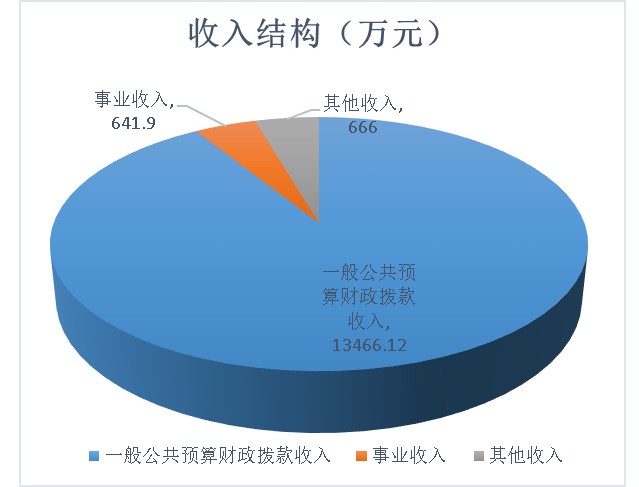 收入结构（万元）
事业收入,
641.9
其他收入,
666
一般公共预
算财政拨款
收入,
13466.12
一般公共预算财政拨款收入
事业收入
其他收入